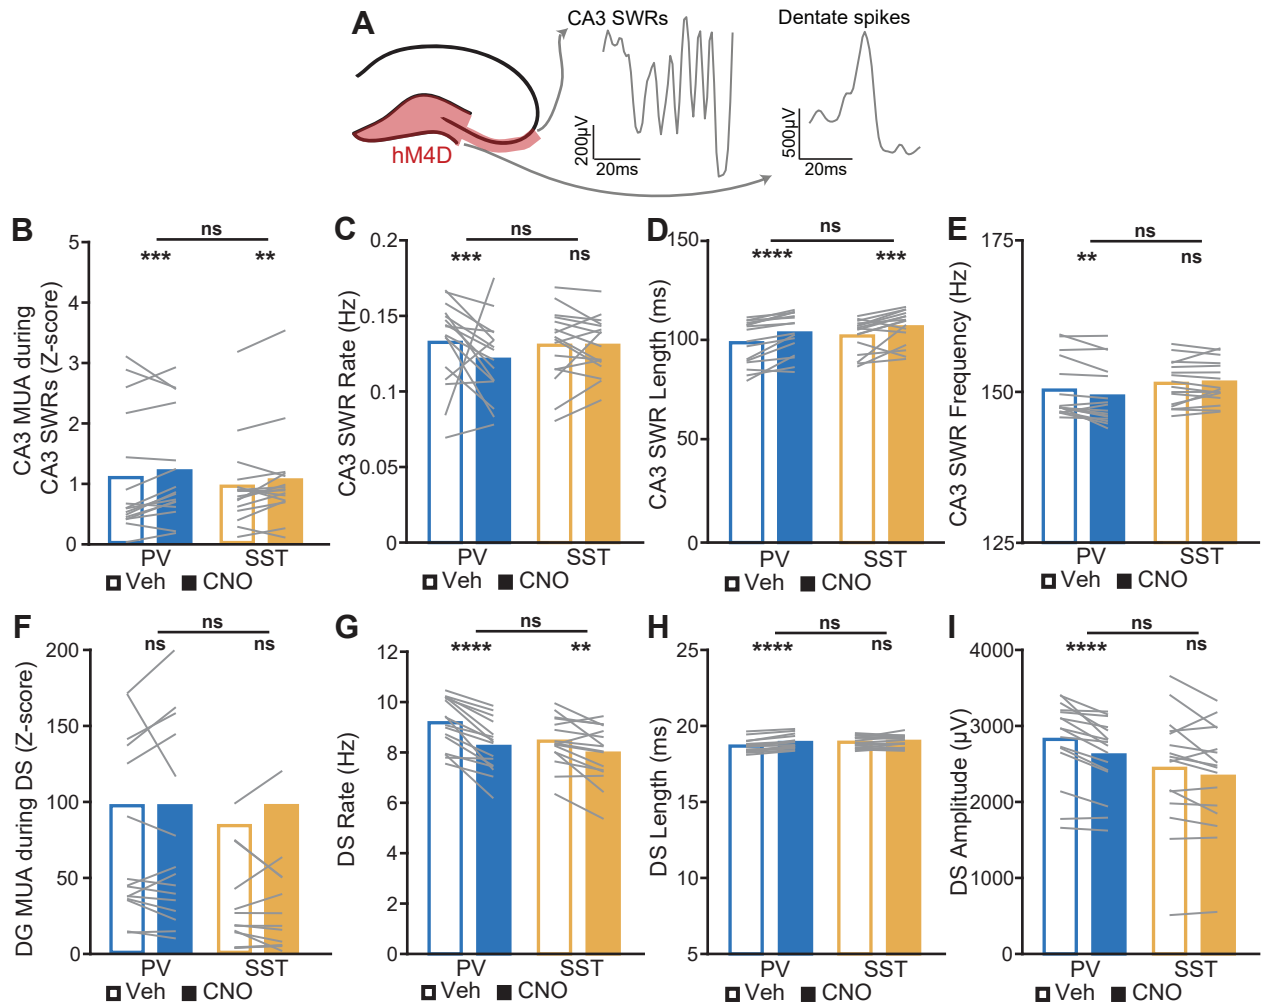 A
CA3 SWRs
Dentate spikes
hM4D
200µV
20ms
500µV
20ms
B
CA3 MUA during
CA3 SWRs (Z-score)
5
4
3
2
1
0
ns
***
**
PV
SST
Veh
CNO
C
CA3 SWR Rate (Hz)
0.2
0.15
0.1
0.05
0
ns
***
ns
PV
SST
Veh
CNO
D
CA3 SWR Length (ms)
150
100
50
0
ns
****
***
PV
SST
Veh
CNO
E
CA3 SWR Frequency (Hz)
175
150
125
ns
**
ns
PV
SST
Veh
CNO
F
DG MUA during DS (Z-score)
200
150
100
50
0
ns
ns
ns
PV
SST
Veh
CNO
G
DS Rate (Hz)
12
10
8
6
4
2
0
ns
****
**
PV
SST
Veh
CNO
H
DS Length (ms)
25
20
15
10
5
ns
****
ns
PV
SST
Veh
CNO
I
DS Amplitude (µV)
4000
3000
2000
1000
0
ns
****
ns
PV
SST
Veh
CNO